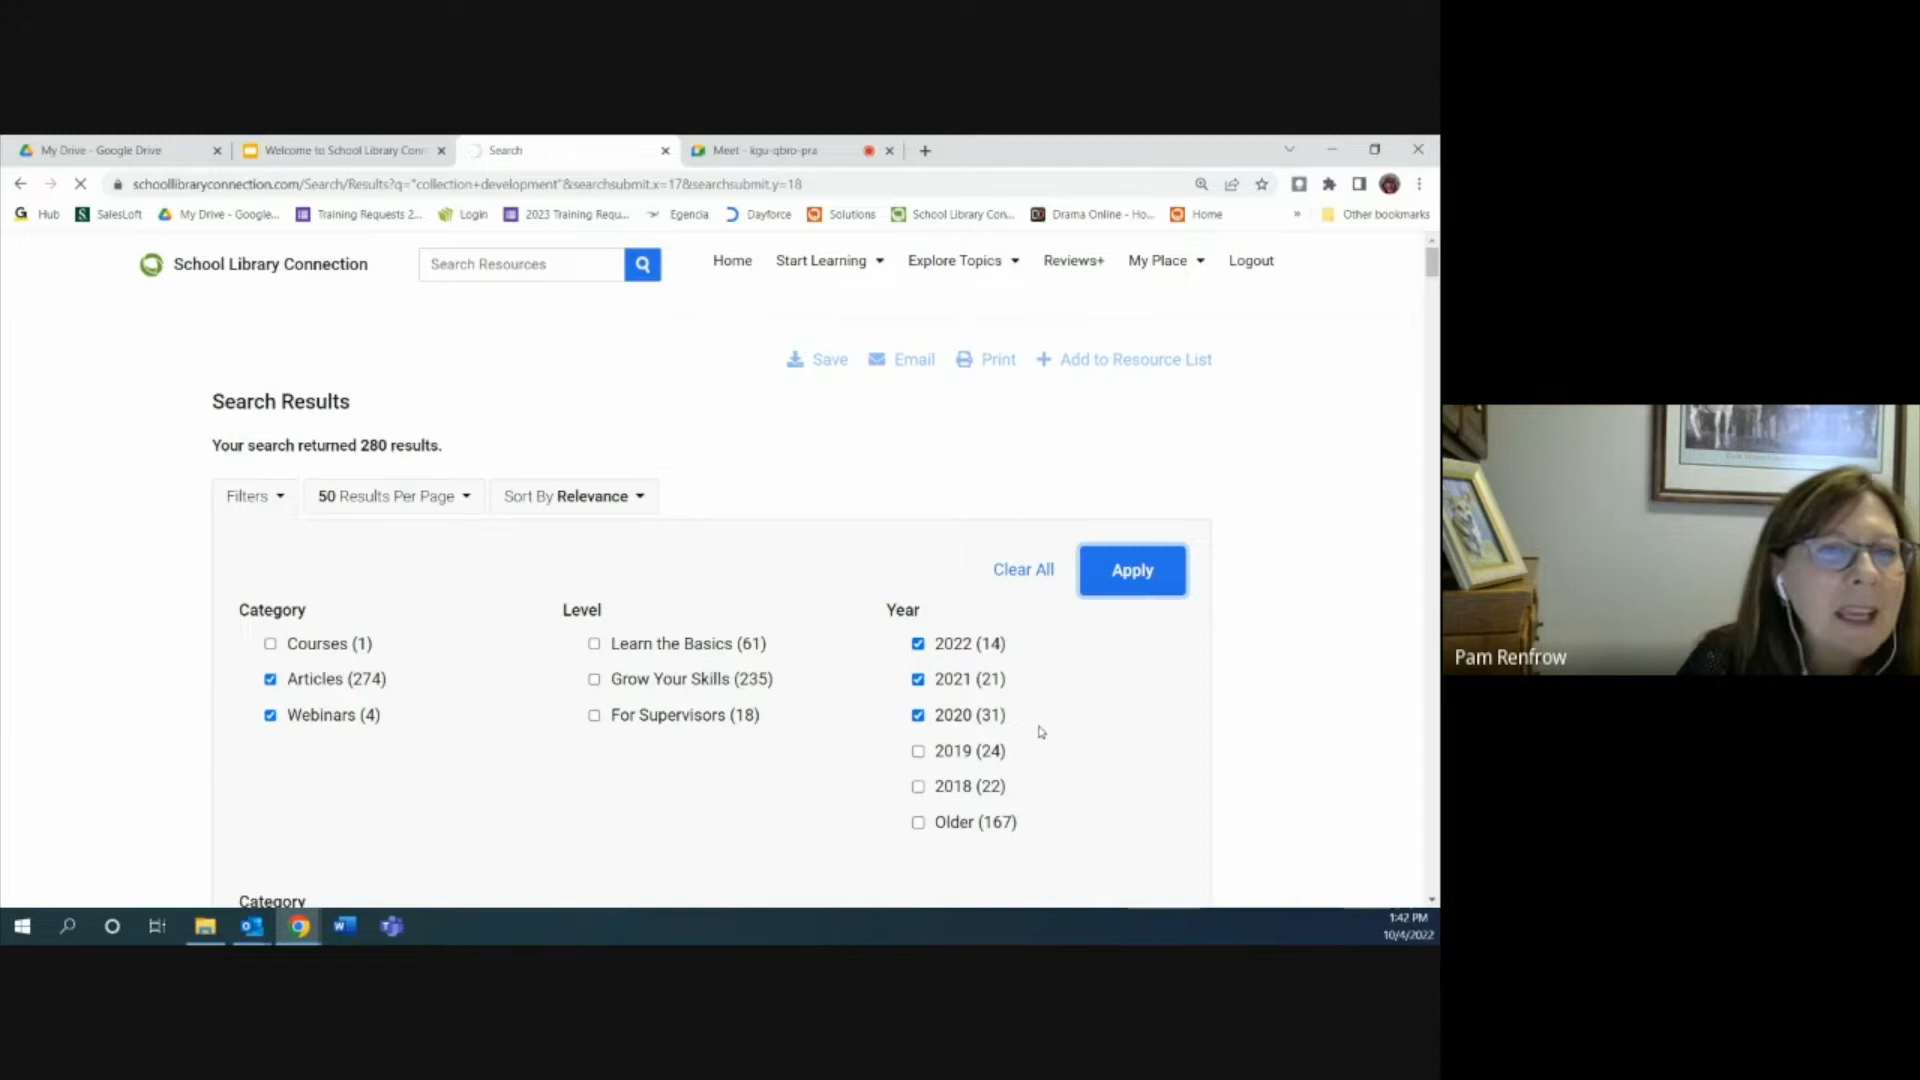 My Drive - Google Drive
Welcome to School Library Conn
Search
Meet - kgu-qbro-pra
schoollibraryconnection.com/Search/Results?q="collection+development"&searchsubmit.x=17&searchsubmit.y=18
Hub SalesLoft My Drive - Google... Training Requests 2... Login 2023 Training Requ... Egencia Dayforce Solutions School Library Con... Drama Online - Ho... Home » Other bookmarks
School Library Connection
Search Resources
Home Start Learning Explore Topics Reviews+ My Place Logout
Save Email Print Add to Resource List
Search Results
Your search returned 280 results.
Filters 50 Results Per Page Sort By Relevance
Clear All Apply
Category Level Year
Courses (1) Learn the Basics (61) 2022 (14)
Articles (274) Grow Your Skills (235) 2021 (21)
Webinars (4) For Supervisors (18) 2020 (31)
2019 (24)
2018 (22)
Older (167)
Category
1:42 PM
10/4/2022
Pam Renfrow